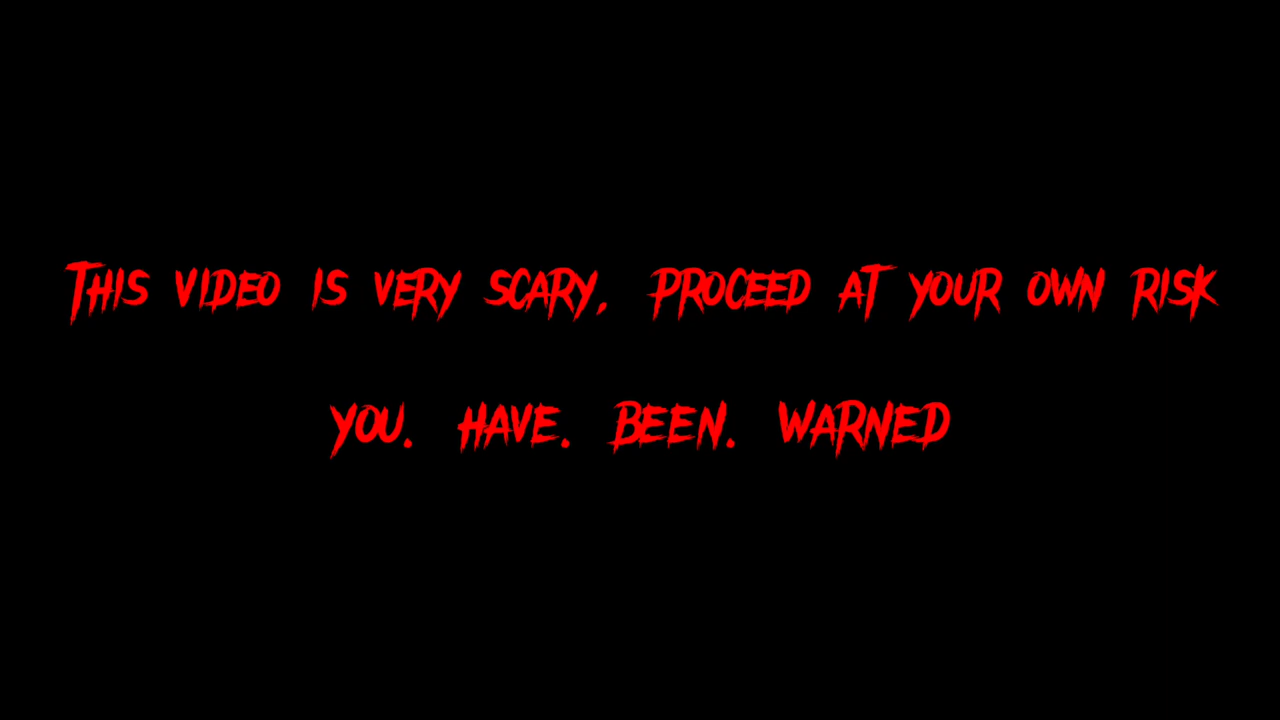 This video is very scary, proceed at your own risk
you. have. been. warned